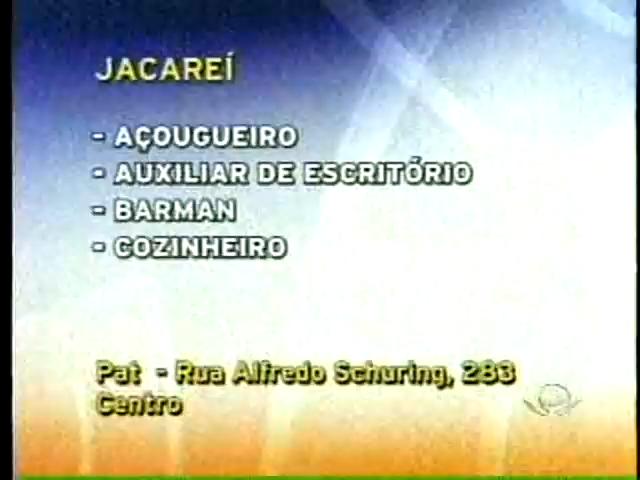 JACAREÍ
- AÇOUGUEIRO
- AUXILIAR DE ESCRITÓRIO
- BARMAN
- COZINHEIRO
Pat - Rua Alfredo Schuring, 283
Centro